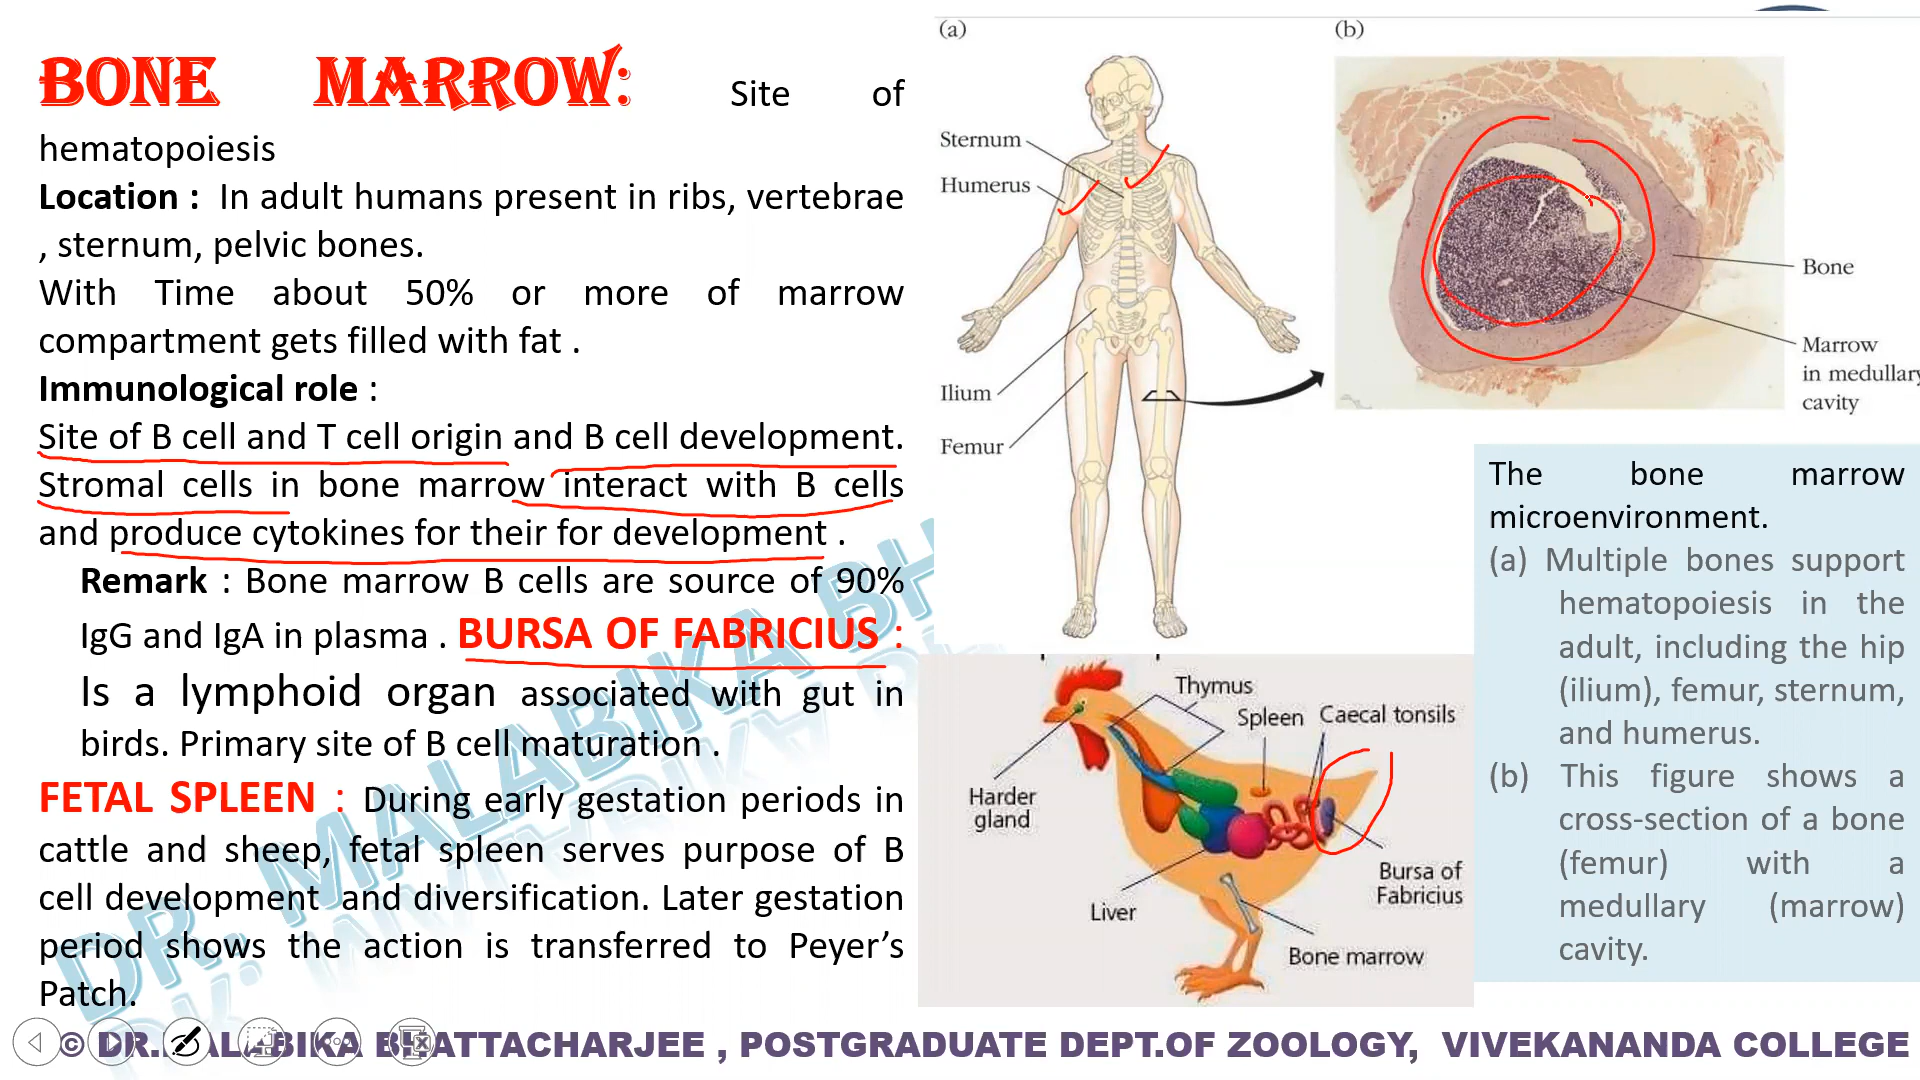 BONE MARROW: Site of
hematopoiesis
Location : In adult humans present in ribs, vertebrae
, sternum, pelvic bones.
With Time about 50% or more of marrow
compartment gets filled with fat .
Immunological role :
Site of B cell and T cell origin and B cell development.
Stromal cells in bone marrow interact with B cells
and produce cytokines for their for development .
Remark : Bone marrow B cells are source of 90%
IgG and IgA in plasma . BURSA OF FABRICIUS :
Is a lymphoid organ associated with gut in
birds. Primary site of B cell maturation .
FETAL SPLEEN : During early gestation periods in
cattle and sheep, fetal spleen serves purpose of B
cell development and diversification. Later gestation
period shows the action is transferred to Peyer’s
Patch.
(a)
Sternum
Humerus
Ilium
Femur
(b)
Bone
Marrow
in medullary
cavity
The bone marrow
microenvironment.
(a) Multiple bones support
hematopoiesis in the
adult, including the hip
(ilium), femur, sternum,
and humerus.
(b) This figure shows a
cross-section of a bone
(femur) with a
medullary (marrow)
cavity.
Thymus
Spleen
Caecal tonsils
Harder
gland
Bursa of
Fabricius
Liver
Bone marrow
DR. MALABIKA BH
© DR.MALABIKA BHATTACHARJEE , POSTGRADUATE DEPT.OF ZOOLOGY, VIVEKANANDA COLLEGE